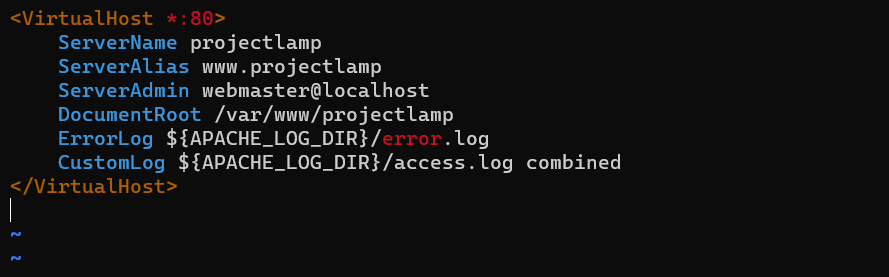 <VirtualHost *:80>
    ServerName projectlamp
    ServerAlias www.projectlamp
    ServerAdmin webmaster@localhost
    DocumentRoot /var/www/projectlamp
    ErrorLog ${APACHE_LOG_DIR}/error.log
    CustomLog ${APACHE_LOG_DIR}/access.log combined
</VirtualHost>
~
~